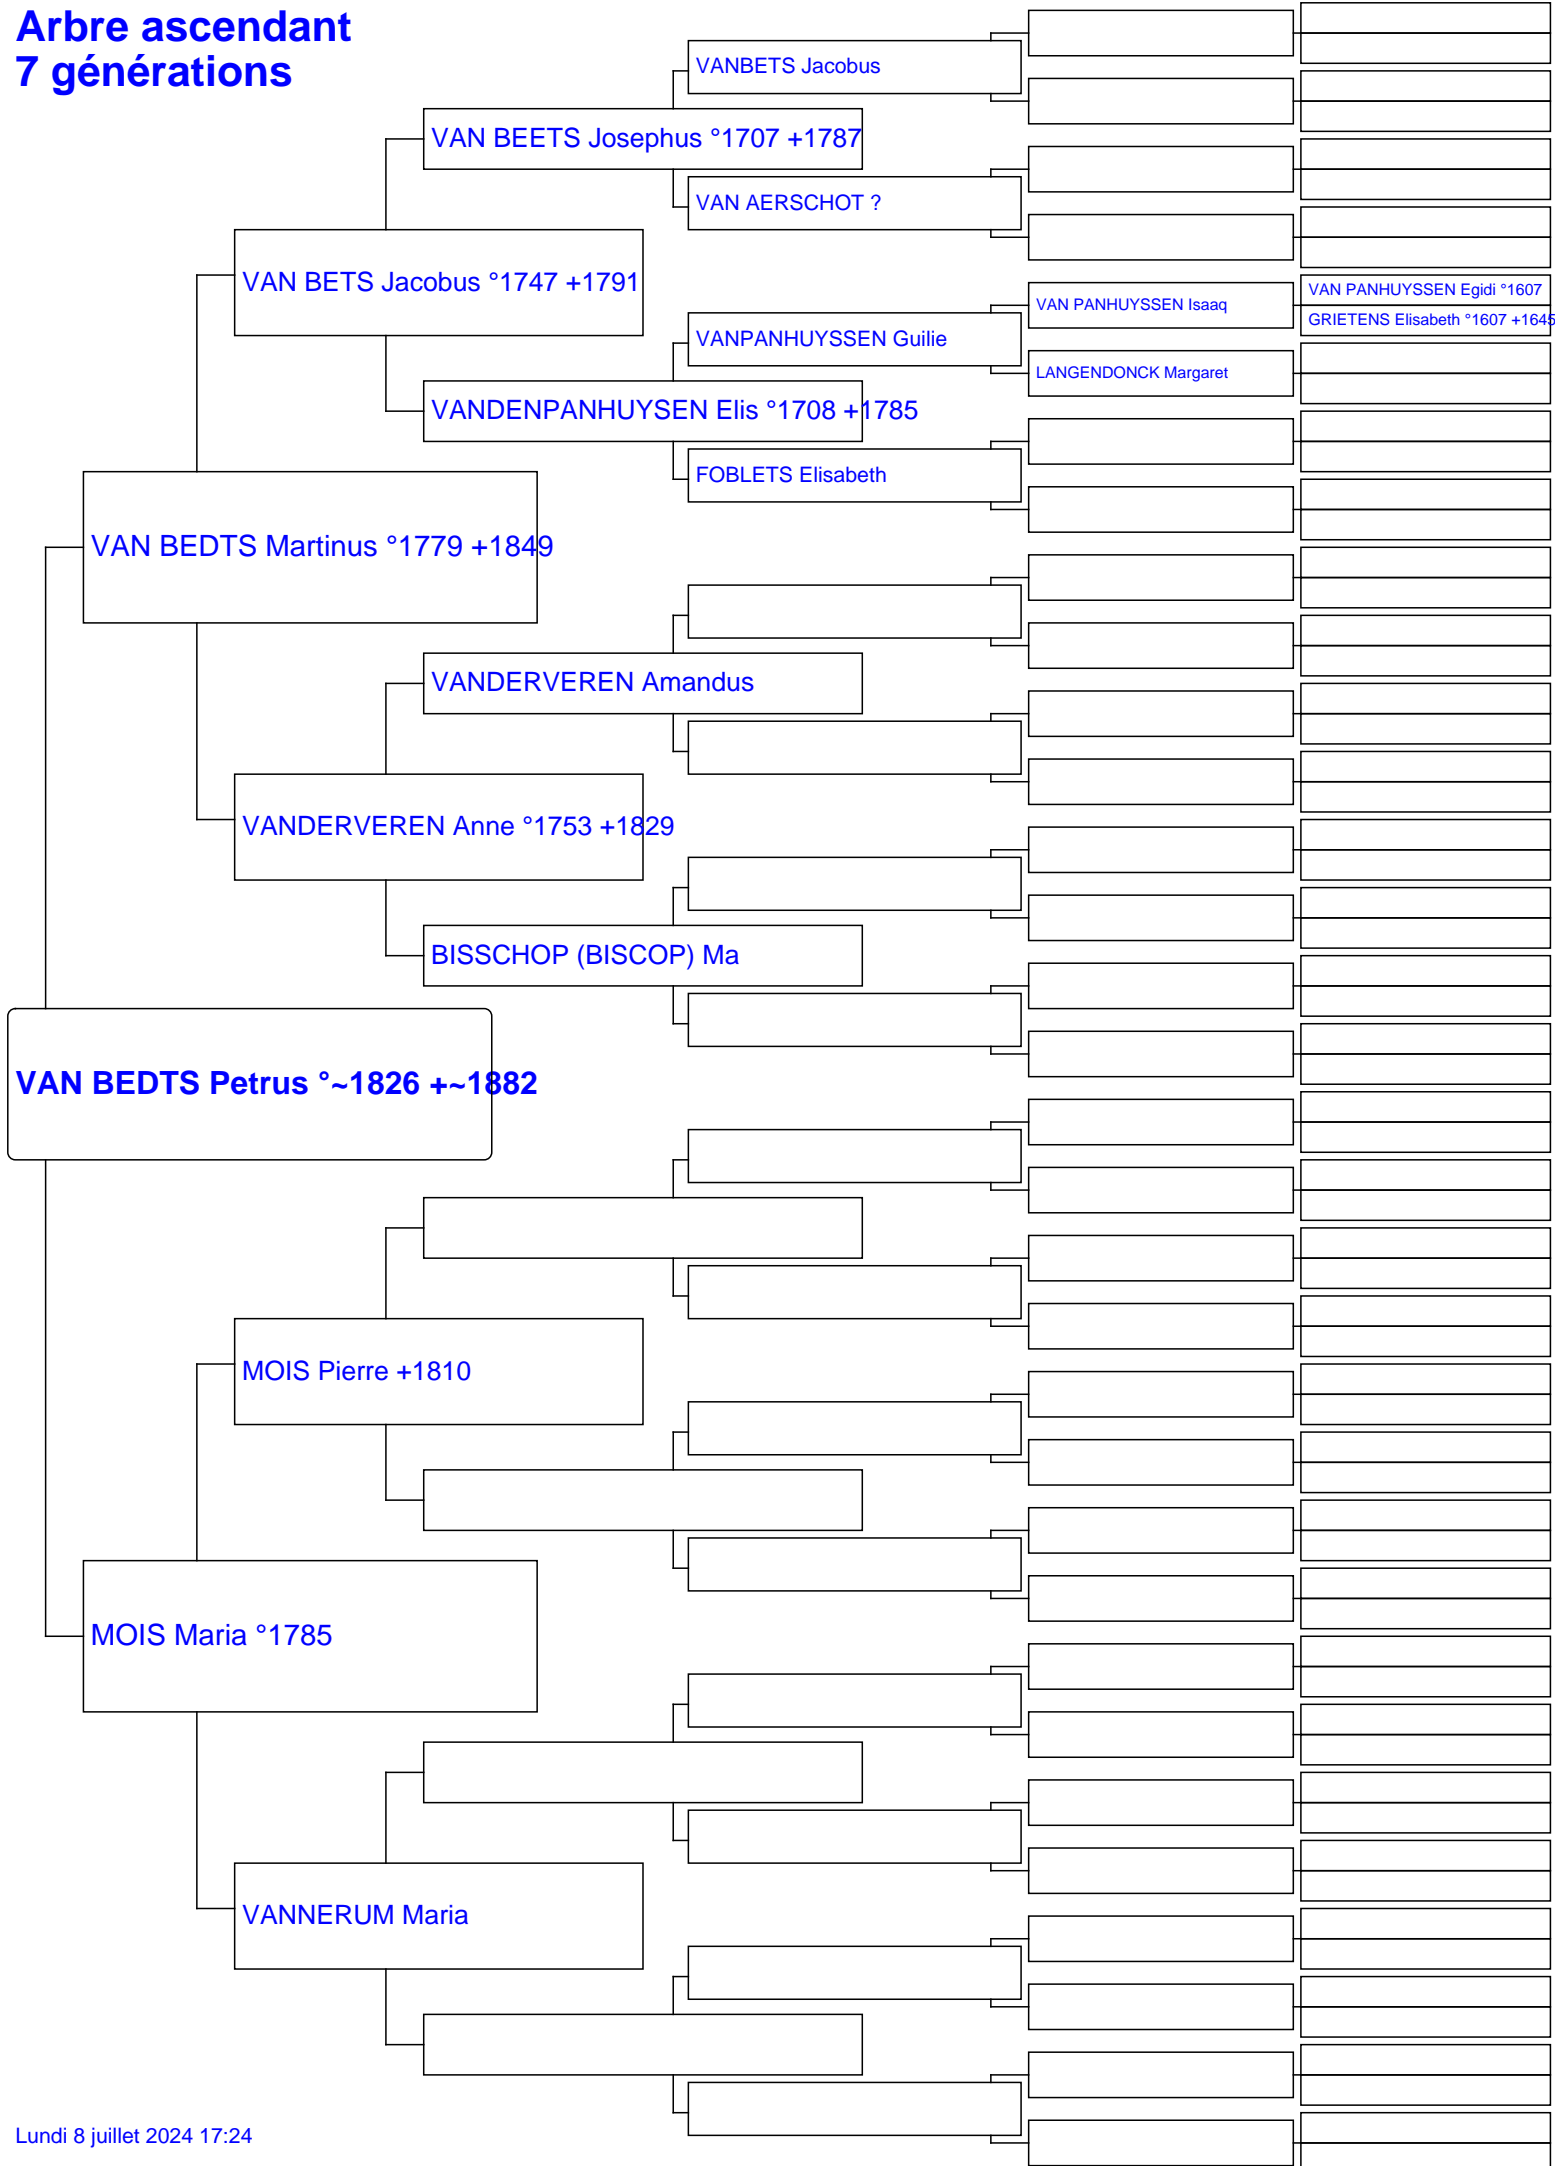 Arbre ascendant
7 générations
VANBETS Jacobus
VAN BEETS Josephus °1707 +1787
VAN AERSCHOT ?
VAN BETS Jacobus °1747 +1791
VAN PANHUYSSEN Egidi °1607
VAN PANHUYSSEN Isaaq
GRIETENS Elisabeth °1607 +1645
VANPANHUYSSEN Guilie
LANGENDONCK Margaret
VANDENPANHUYSEN Elis °1708 +1785
FOBLETS Elisabeth
VAN BEDTS Martinus °1779 +1849
VANDERVEREN Amandus
VANDERVEREN Anne °1753 +1829
BISSCHOP (BISCOP) Ma
VAN BEDTS Petrus °~1826 +~1882
MOIS Pierre +1810
MOIS Maria °1785
VANNERUM Maria
Lundi 8 juillet 2024 17:24